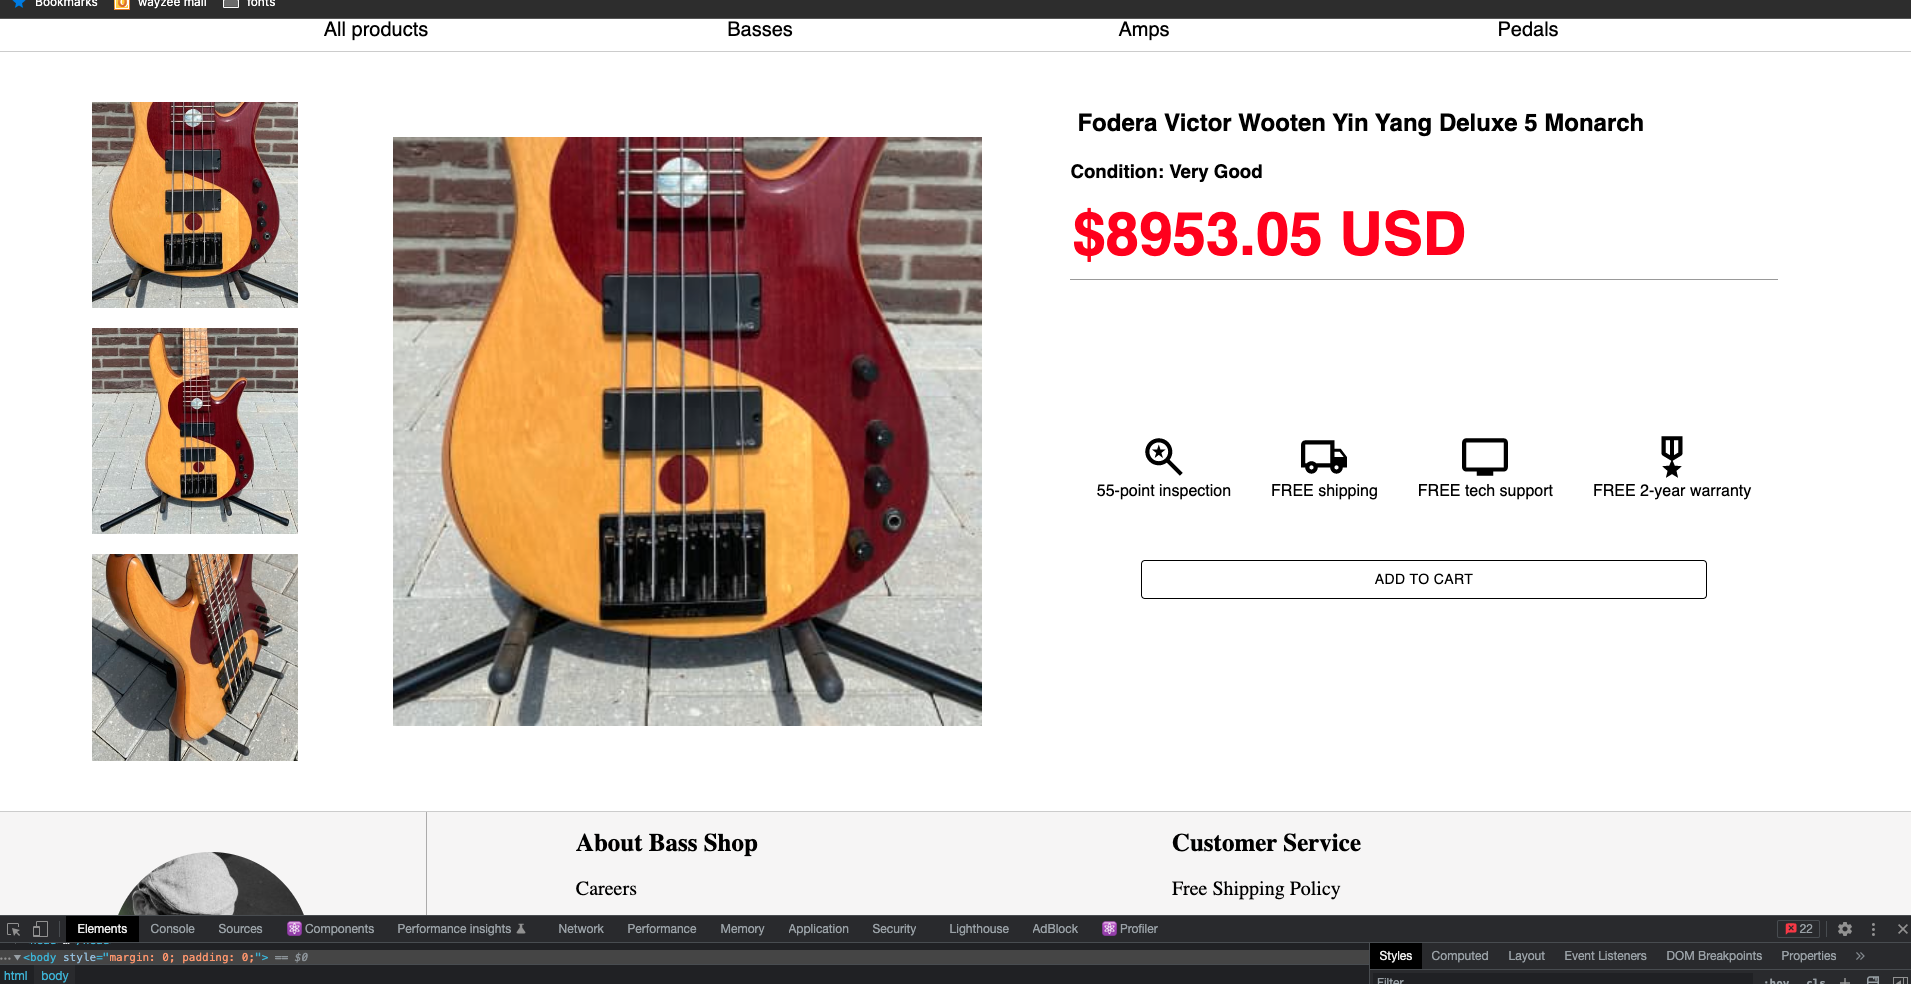 Bookmarks wayzee mall fonts
All products Basses Amps Pedals
Fodera Victor Wooten Yin Yang Deluxe 5 Monarch
Condition: Very Good
$8953.05 USD
55-point inspection FREE shipping FREE tech support FREE 2-year warranty
ADD TO CART
About Bass Shop Customer Service
Careers Free Shipping Policy
Elements Console Sources Components Performance insights Network Performance Memory Application Security Lighthouse AdBlock Profiler 22
<body style="margin: 0; padding: 0;"> == $0
Styles Computed Layout Event Listeners DOM Breakpoints Properties
html body
Filter :hov .cls